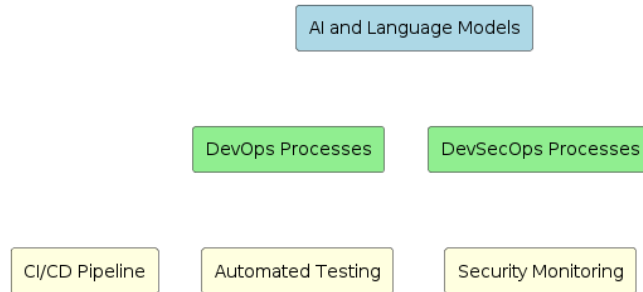 AI and Language Models
DevOps Processes
DevSecOps Processes
CI/CD Pipeline
Automated Testing
Security Monitoring